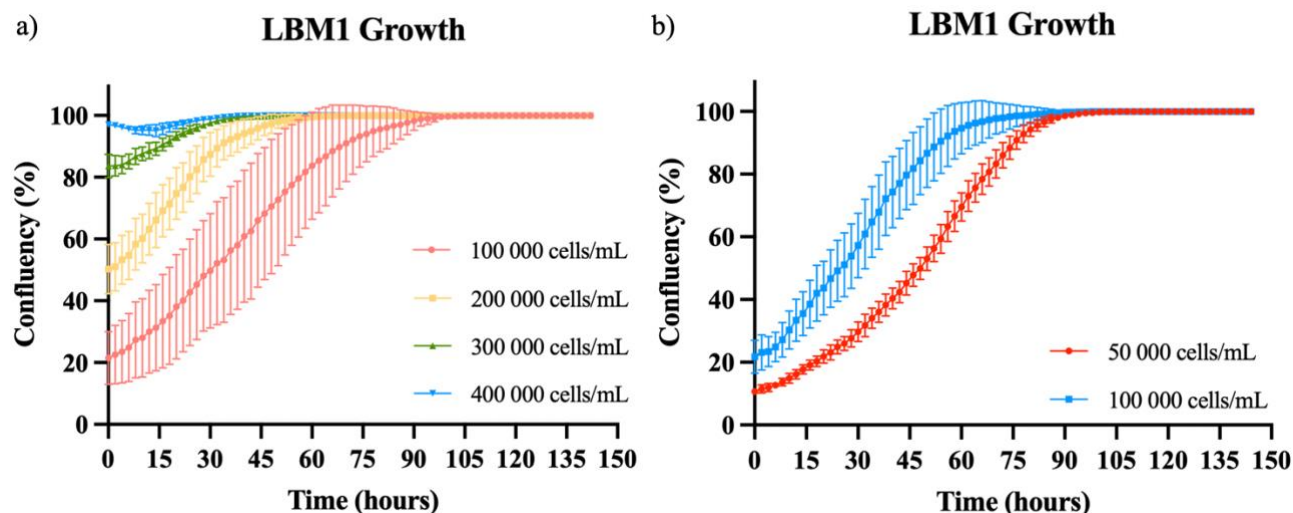 a)
LBM1 Growth
Confluency (%)
100
80
60
40
20
0
0 15 30 45 60 75 90 105 120 135 150
Time (hours)
100 000 cells/mL
200 000 cells/mL
300 000 cells/mL
400 000 cells/mL
b)
LBM1 Growth
Confluency (%)
100
80
60
40
20
0
0 15 30 45 60 75 90 105 120 135 150
Time (hours)
50 000 cells/mL
100 000 cells/mL